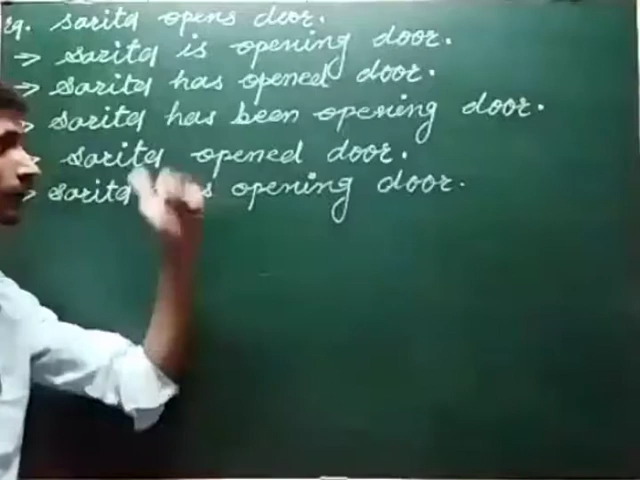 Eg. Sarita opens door.
→ Sarita is opening door.
→ Sarita has opened door.
→ Sarita has been opening door.
→ Sarita opened door.
→ Sarita opening door.